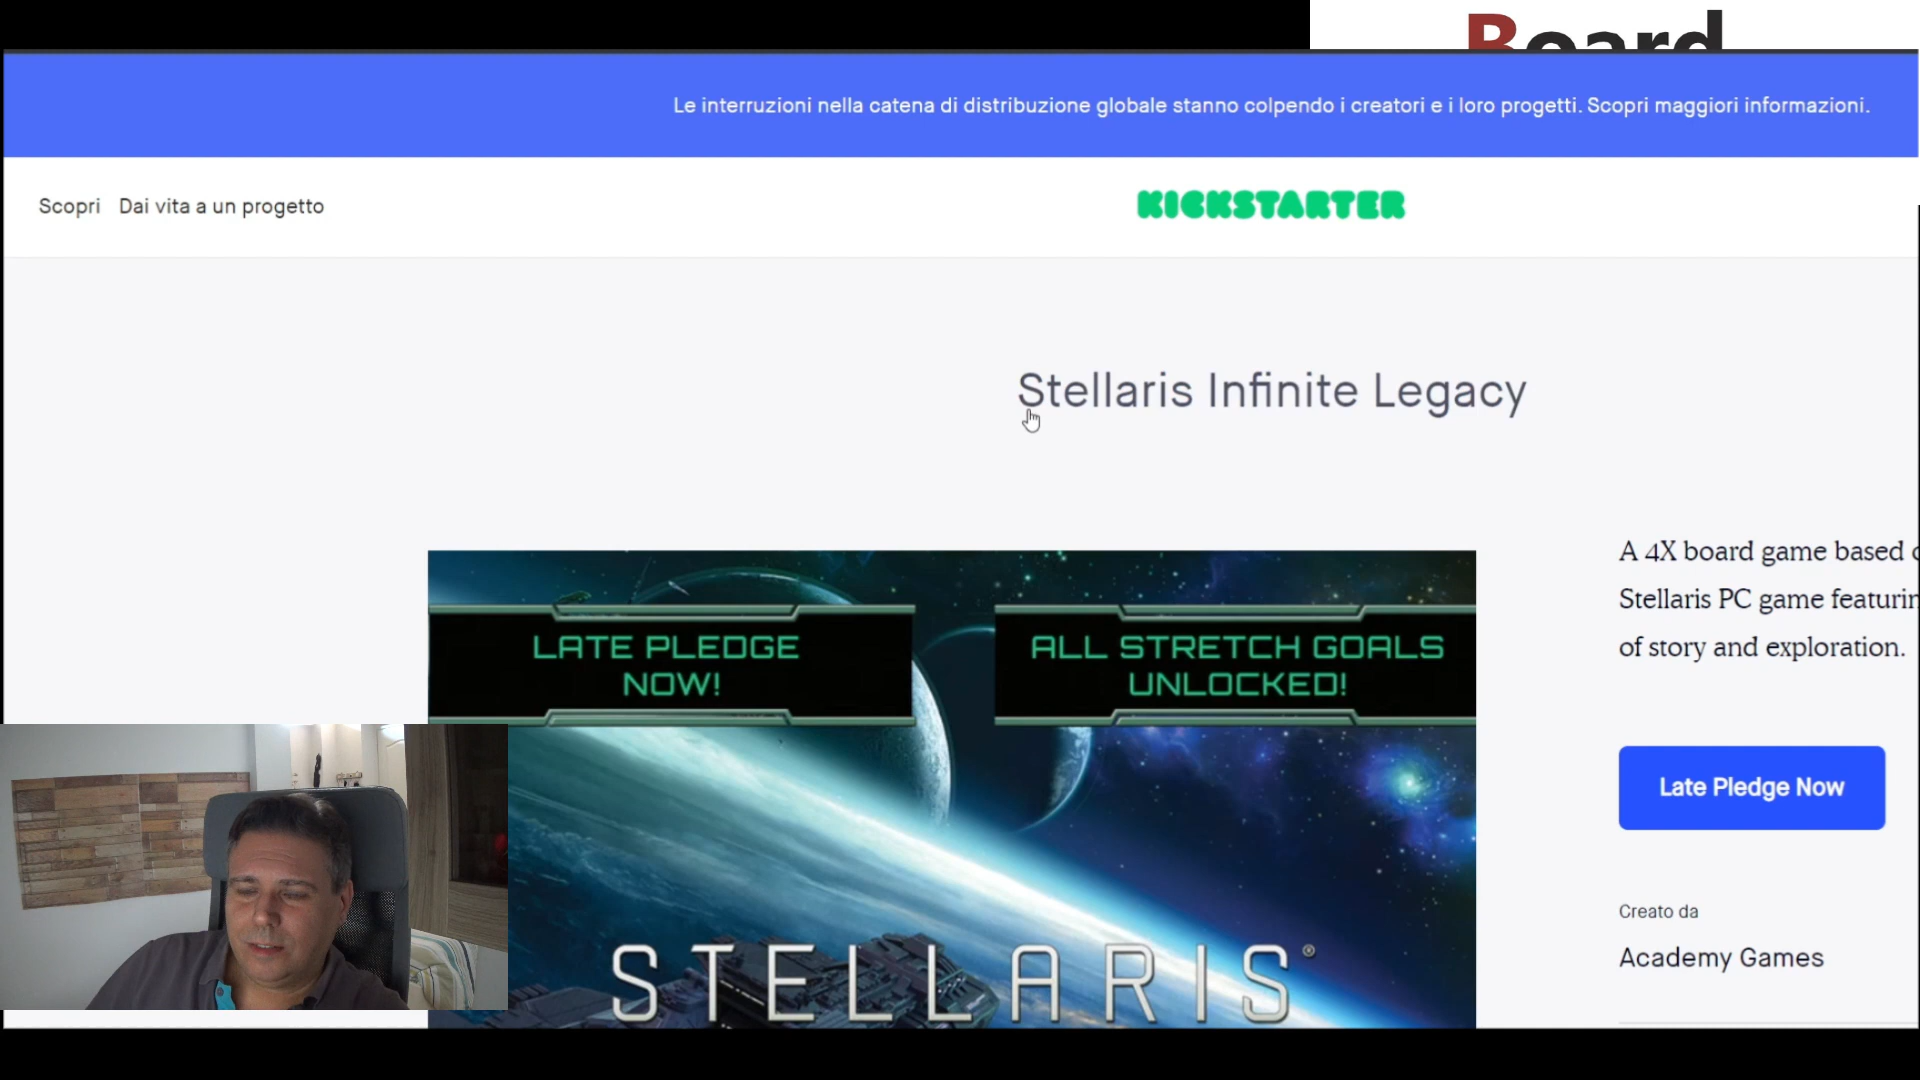 Board
Le interruzioni nella catena di distribuzione globale stanno colpendo i creatori e i loro progetti. Scopri maggiori informazioni.
Scopri Dai vita a un progetto
KICKSTARTER
Stellaris Infinite Legacy
LATE PLEDGE
NOW!
ALL STRETCH GOALS
UNLOCKED!
STELLARIS®
A 4X board game based
Stellaris PC game featurin
of story and exploration.
Late Pledge Now
Creato da
Academy Games